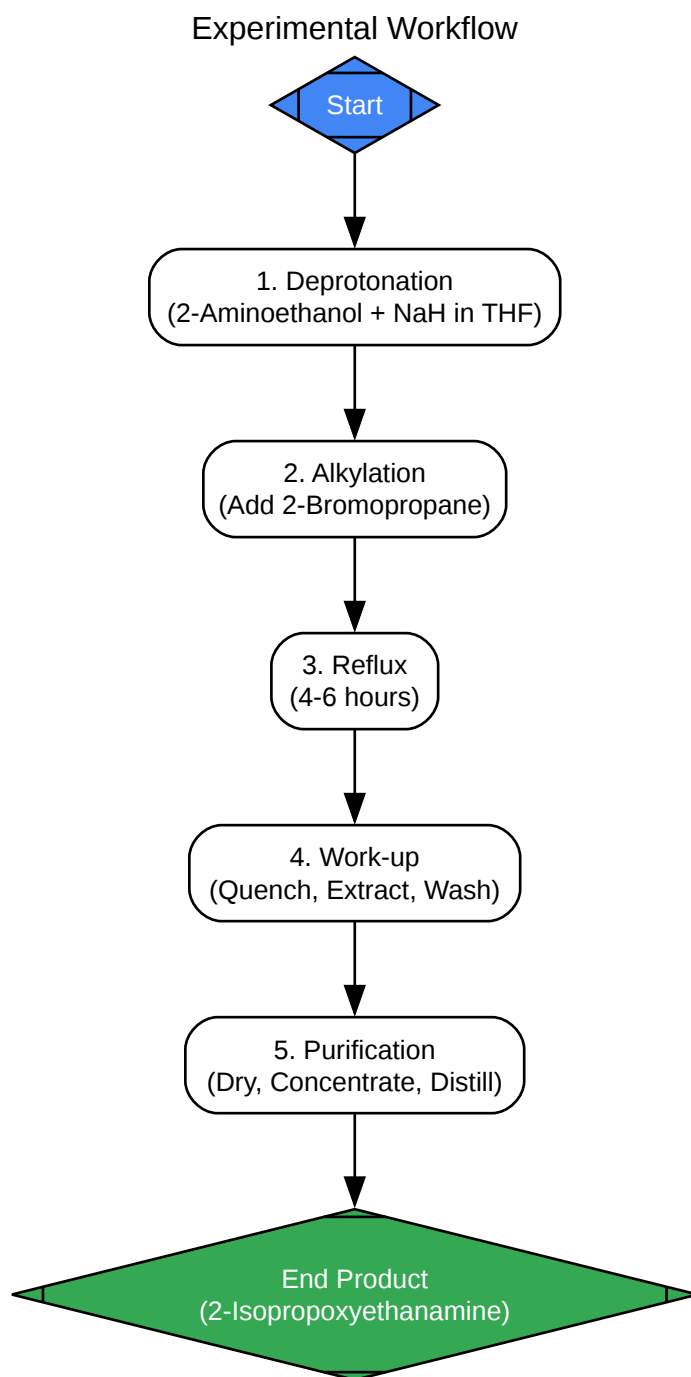 Experimental Workflow
Start
1. Deprotonation
(2-Aminoethanol + NaH in THF)
2. Alkylation
(Add 2-Bromopropane)
3. Reflux
(4-6 hours)
4. Work-up
(Quench, Extract, Wash)
5. Purification
(Dry, Concentrate, Distill)
End Product
(2-Isopropoxyethanamine)